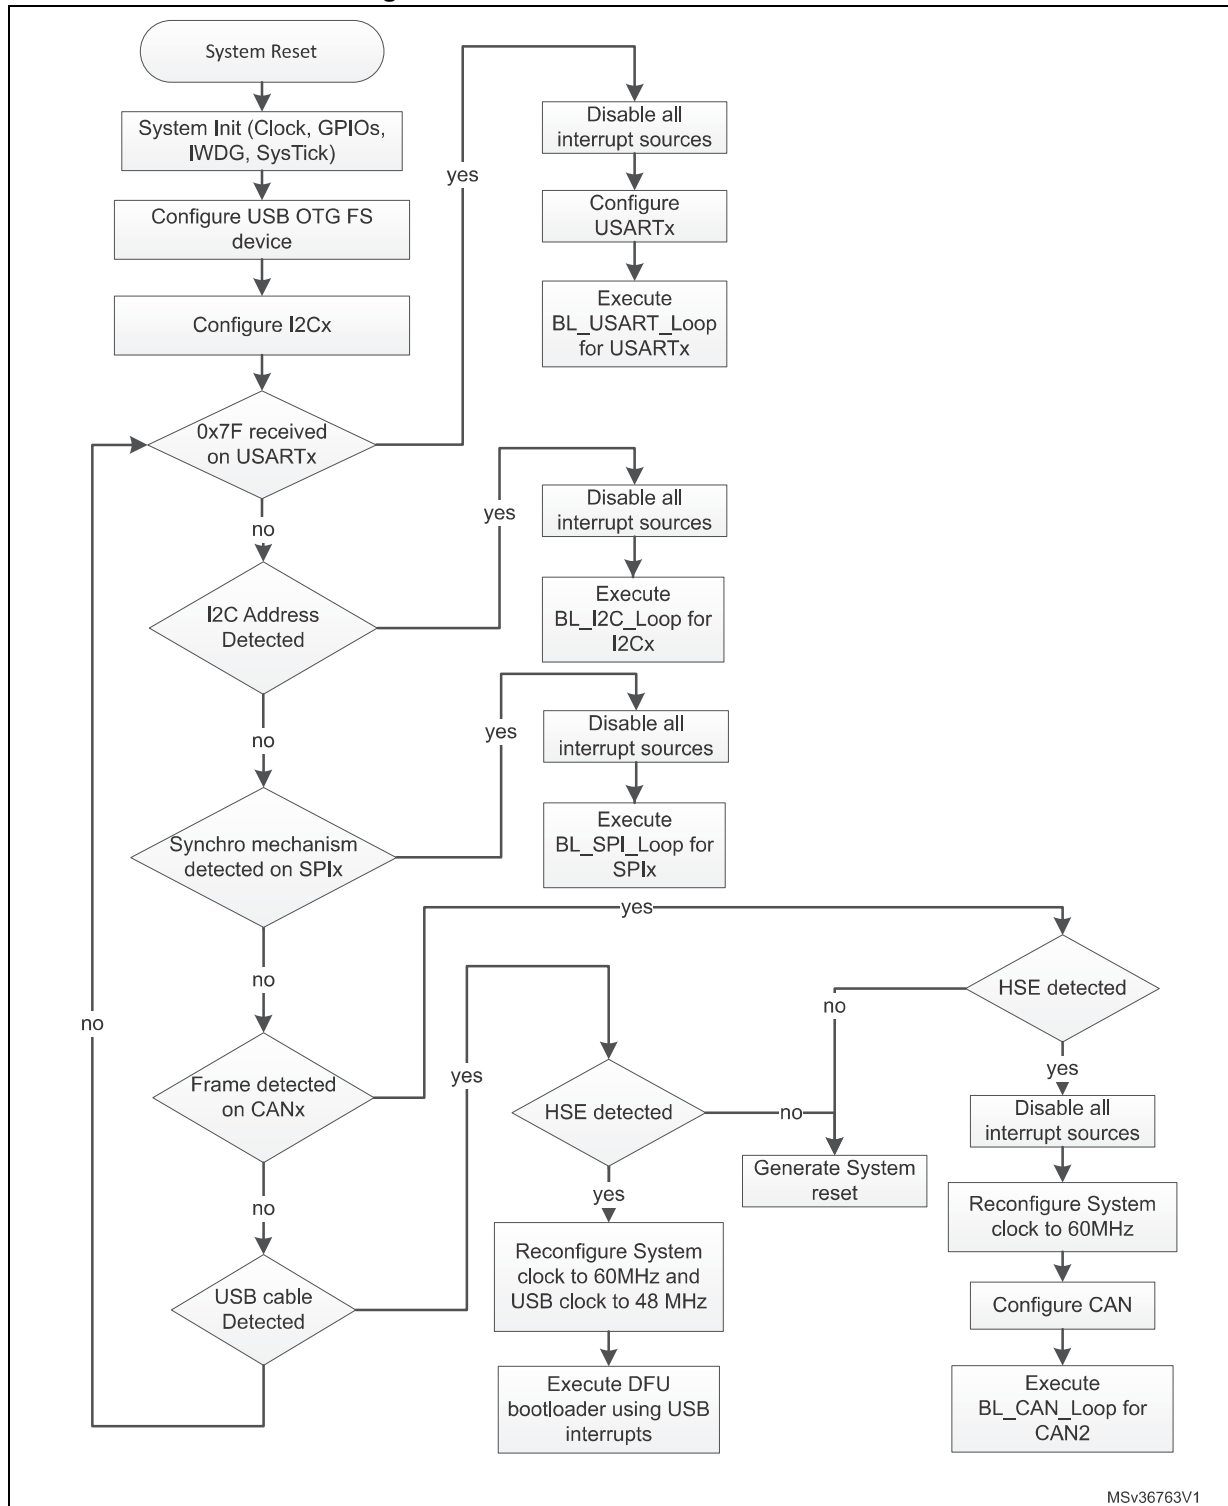 System Reset
System Init (Clock, GPIOs,
IWDG, SysTick)
Configure USB OTG FS
device
Configure I2Cx
0x7F received
on USARTx
yes
Disable all
interrupt sources
Configure
USARTx
Execute
BL_USART_Loop
for USARTx
no
I2C Address
Detected
yes
Disable all
interrupt sources
Execute
BL_I2C_Loop for
I2Cx
no
Synchro mechanism
detected on SPIx
yes
Disable all
interrupt sources
Execute
BL_SPI_Loop for
SPIx
no
Frame detected
on CANx
yes
HSE detected
no
yes
Disable all
interrupt sources
Reconfigure System
clock to 60MHz
Configure CAN
Execute
BL_CAN_Loop for
CAN2
no
USB cable
Detected
yes
HSE detected
no
Generate System
reset
yes
Reconfigure System
clock to 60MHz and
USB clock to 48 MHz
Execute DFU
bootloader using USB
interrupts
no
MSv36763V1